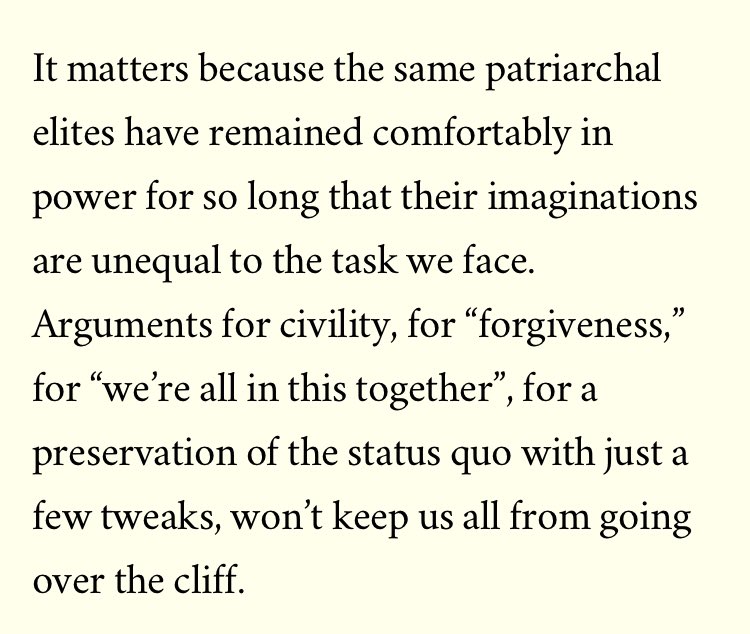 It matters because the same patriarchal
elites have remained comfortably in
power for so long that their imaginations
are unequal to the task we face.
Arguments for civility, for “forgiveness,”
for “we’re all in this together”, for a
preservation of the status quo with just a
few tweaks, won’t keep us all from going
over the cliff.